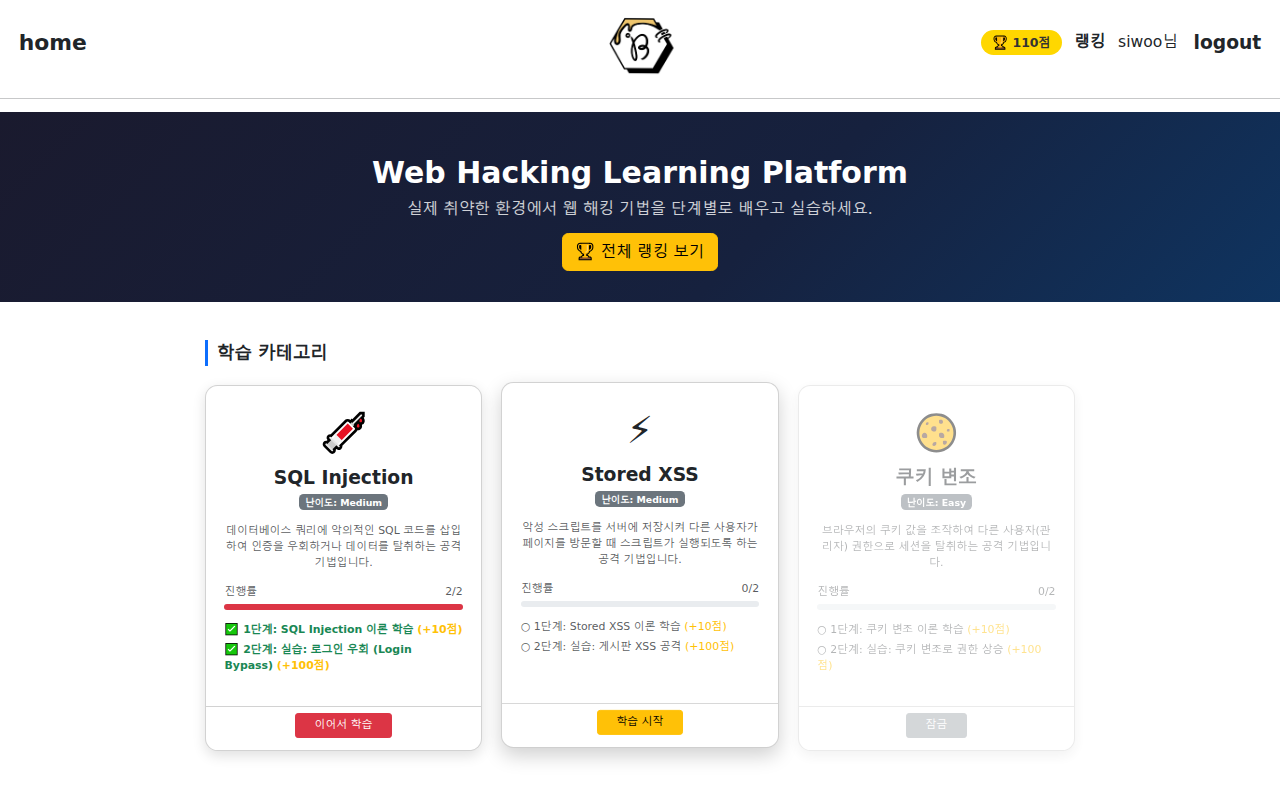 home
B
🏆 110점
랭킹
siwoo님
logout
Web Hacking Learning Platform
실제 취약한 환경에서 웹 해킹 기법을 단계별로 배우고 실습하세요.
🏆 전체 랭킹 보기
학습 카테고리
SQL Injection
난이도: Medium
데이터베이스 쿼리에 악의적인 SQL 코드를 삽입
하여 인증을 우회하거나 데이터를 탈취하는 공격
기법입니다.
진행률 2/2
✅ 1단계: SQL Injection 이론 학습 (+10점)
✅ 2단계: 실습: 로그인 우회 (Login
Bypass) (+100점)
이어서 학습
Stored XSS
난이도: Medium
악성 스크립트를 서버에 저장시켜 다른 사용자가
페이지를 방문할 때 스크립트가 실행되도록 하는
공격 기법입니다.
진행률 0/2
○ 1단계: Stored XSS 이론 학습 (+10점)
○ 2단계: 실습: 게시판 XSS 공격 (+100점)
학습 시작
쿠키 변조
난이도: Easy
브라우저의 쿠키 값을 조작하여 다른 사용자(관
리자) 권한으로 세션을 탈취하는 공격 기법입니
다.
진행률 0/2
○ 1단계: 쿠키 변조 이론 학습 (+10점)
○ 2단계: 실습: 쿠키 변조로 권한 상승 (+100
점)
잠금